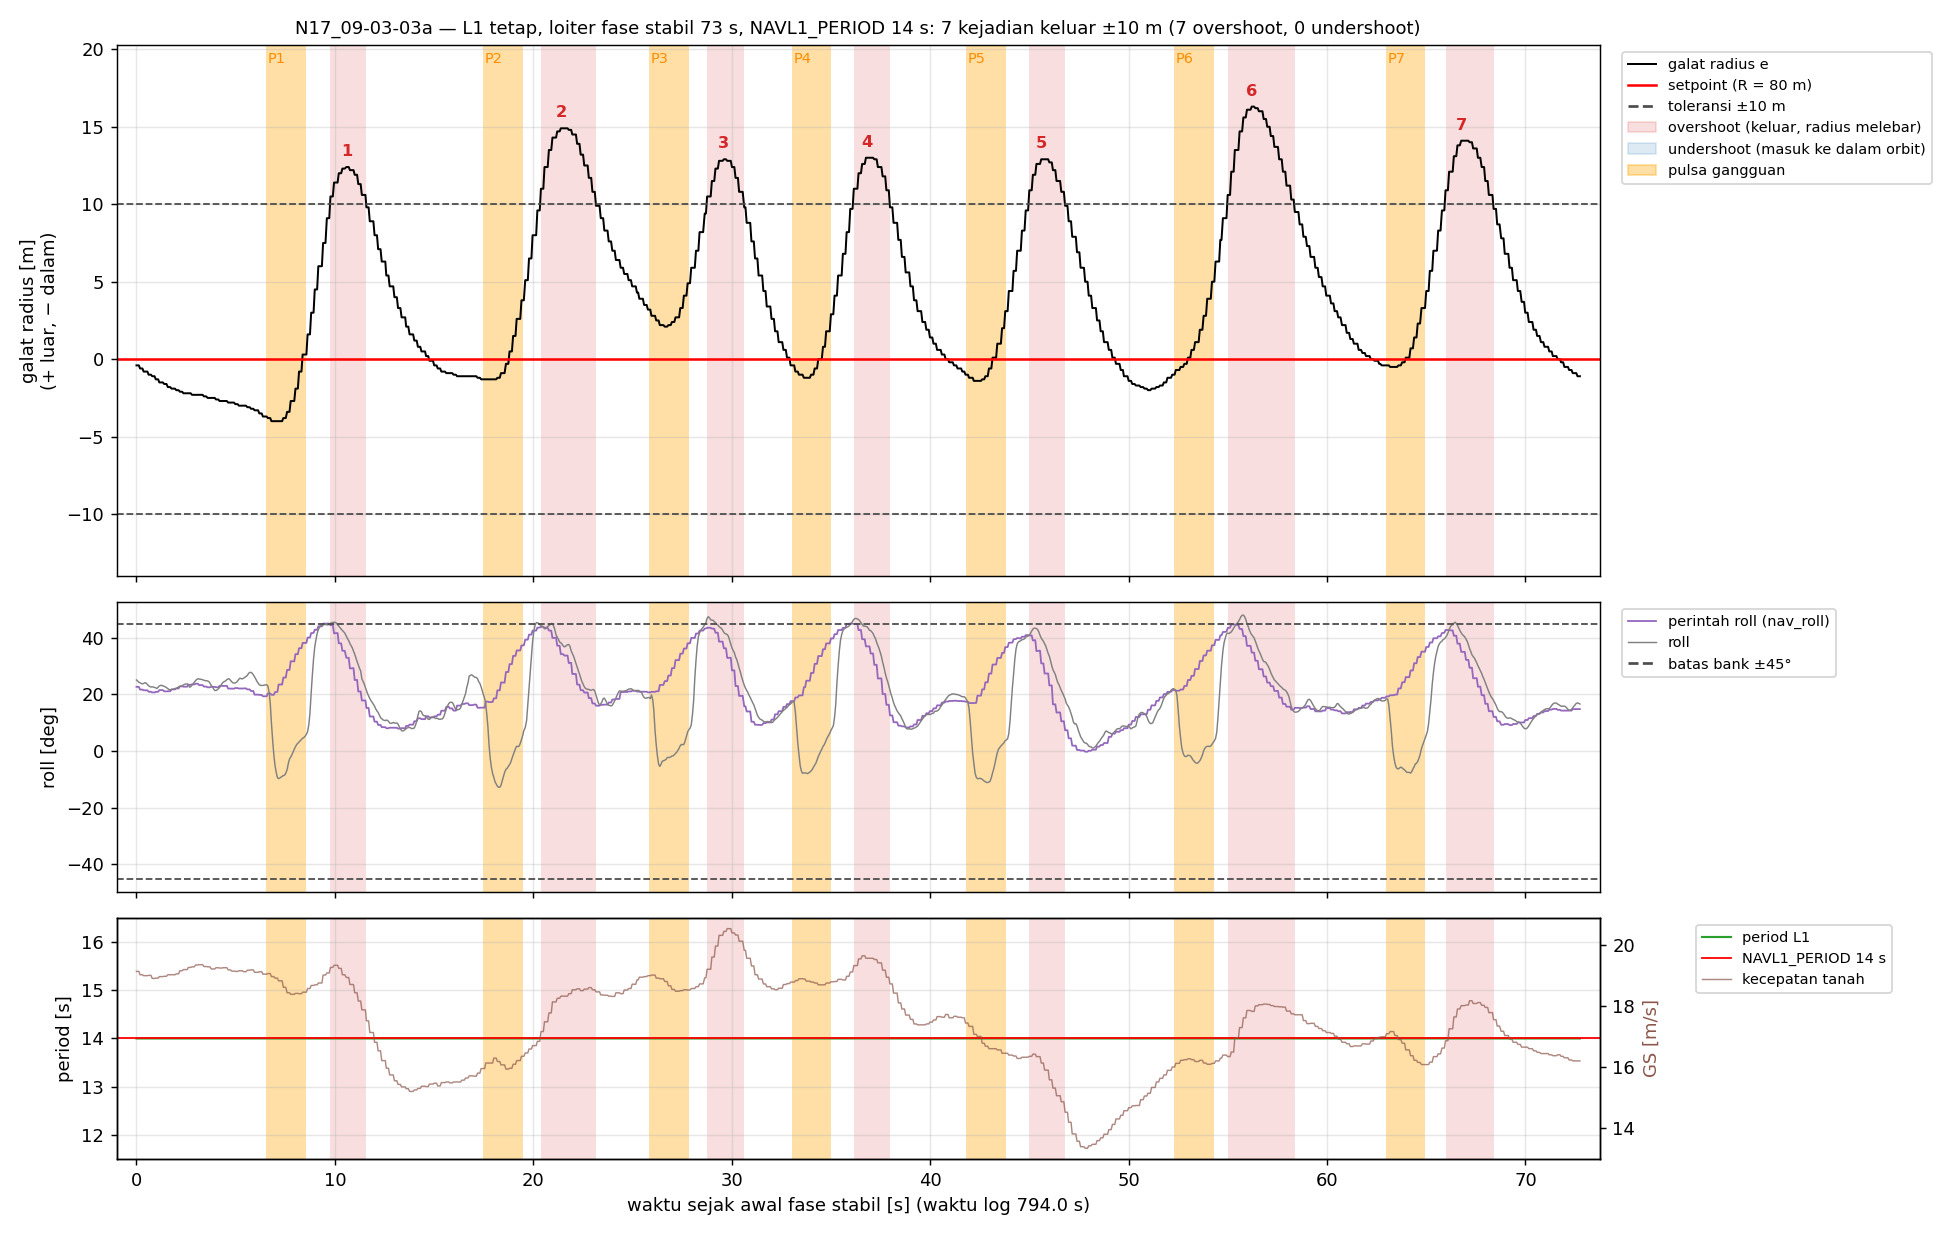 N17_09-03-03a — L1 tetap, loiter fase stabil 73 s, NAVL1_PERIOD 14 s: 7 kejadian keluar ±10 m (7 overshoot, 0 undershoot)
galat radius [m]
(+ luar, − dalam)
20
15
10
5
0
−5
−10
P1
P2
P3
P4
P5
P6
P7
1
2
3
4
5
6
7
galat radius e
setpoint (R = 80 m)
toleransi ±10 m
overshoot (keluar, radius melebar)
undershoot (masuk ke dalam orbit)
pulsa gangguan
roll [deg]
40
20
0
−20
−40
perintah roll (nav_roll)
roll
batas bank ±45°
period [s]
16
15
14
13
12
20
18
16
14
GS [m/s]
period L1
NAVL1_PERIOD 14 s
kecepatan tanah
0
10
20
30
40
50
60
70
waktu sejak awal fase stabil [s] (waktu log 794.0 s)